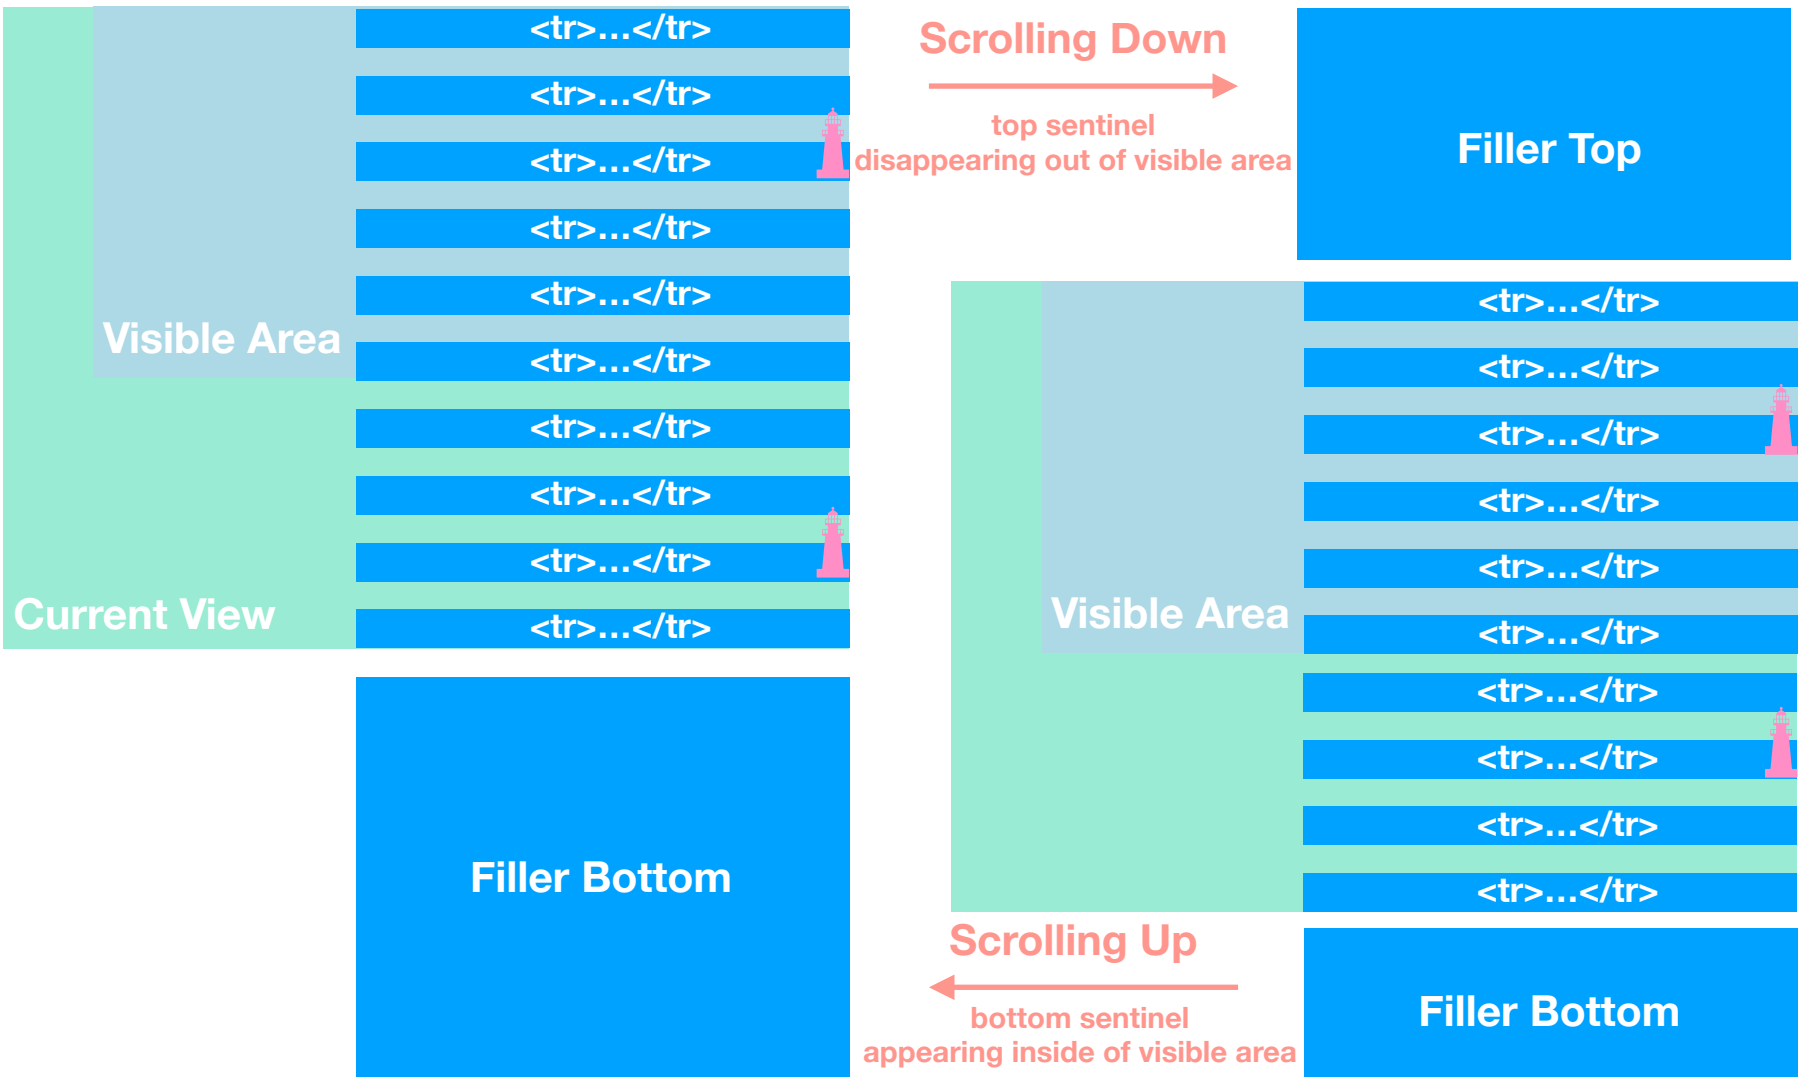 <tr>...</tr>
<tr>...</tr>
<tr>...</tr>
<tr>...</tr>
<tr>...</tr>
Visible Area
<tr>...</tr>
<tr>...</tr>
<tr>...</tr>
<tr>...</tr>
Current View
<tr>...</tr>
Filler Bottom
Scrolling Down
top sentinel
disappearing out of visible area
Filler Top
<tr>...</tr>
<tr>...</tr>
<tr>...</tr>
<tr>...</tr>
<tr>...</tr>
Visible Area
<tr>...</tr>
<tr>...</tr>
<tr>...</tr>
<tr>...</tr>
<tr>...</tr>
Scrolling Up
bottom sentinel
appearing inside of visible area
Filler Bottom